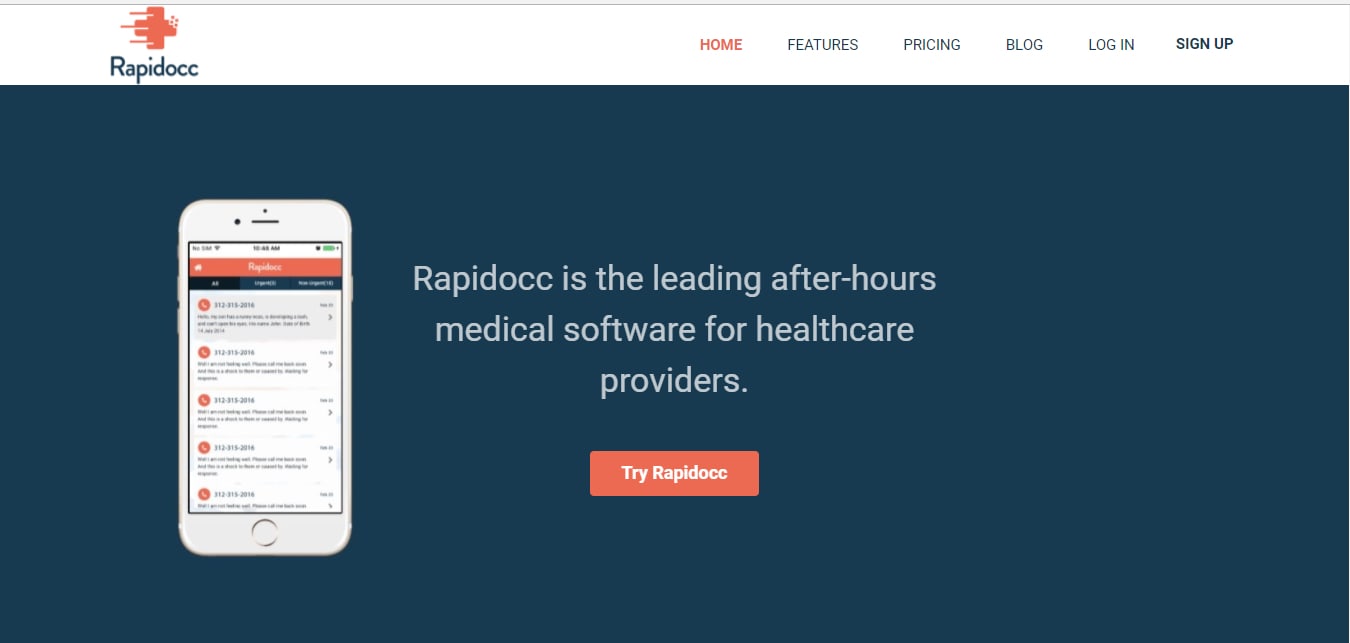 Rapidocc
HOME FEATURES PRICING BLOG LOG IN SIGN UP
No SIM 10:48 AM
Rapidocc
All Urgent(5)
312-315-2016 Feb 23
Hello, my son has a runny nose, is developing a rash,
and can't open his eyes. His name John. Date of Birth
14 July 2014
312-315-2016 Feb 23
Well I am not feeling well. Please call me back soon.
And this is a shock to them or caused by. Waiting for
response.
312-315-2016 Feb 23
Well I am not feeling well. Please call me back soon.
And this is a shock to them or caused by. Waiting for
response.
312-315-2016 Feb 23
Well I am not feeling well. Please call me back soon.
And this is a shock to them or caused by. Waiting for
response.
312-315-2016 Feb 23
Well I am not feeling well. Please call me back soon.
Rapidocc is the leading after-hours
medical software for healthcare
providers.
Try Rapidocc